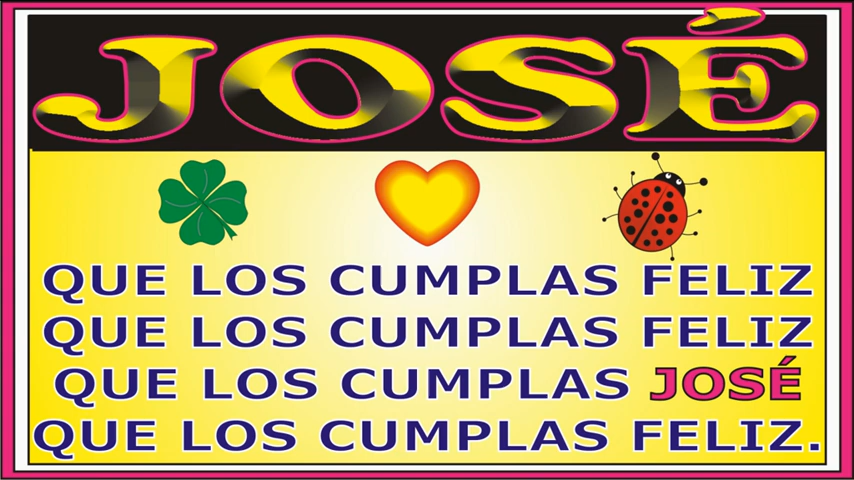 JOSÉ
QUE LOS CUMPLAS FELIZ
QUE LOS CUMPLAS FELIZ
QUE LOS CUMPLAS JOSÉ
QUE LOS CUMPLAS FELIZ.